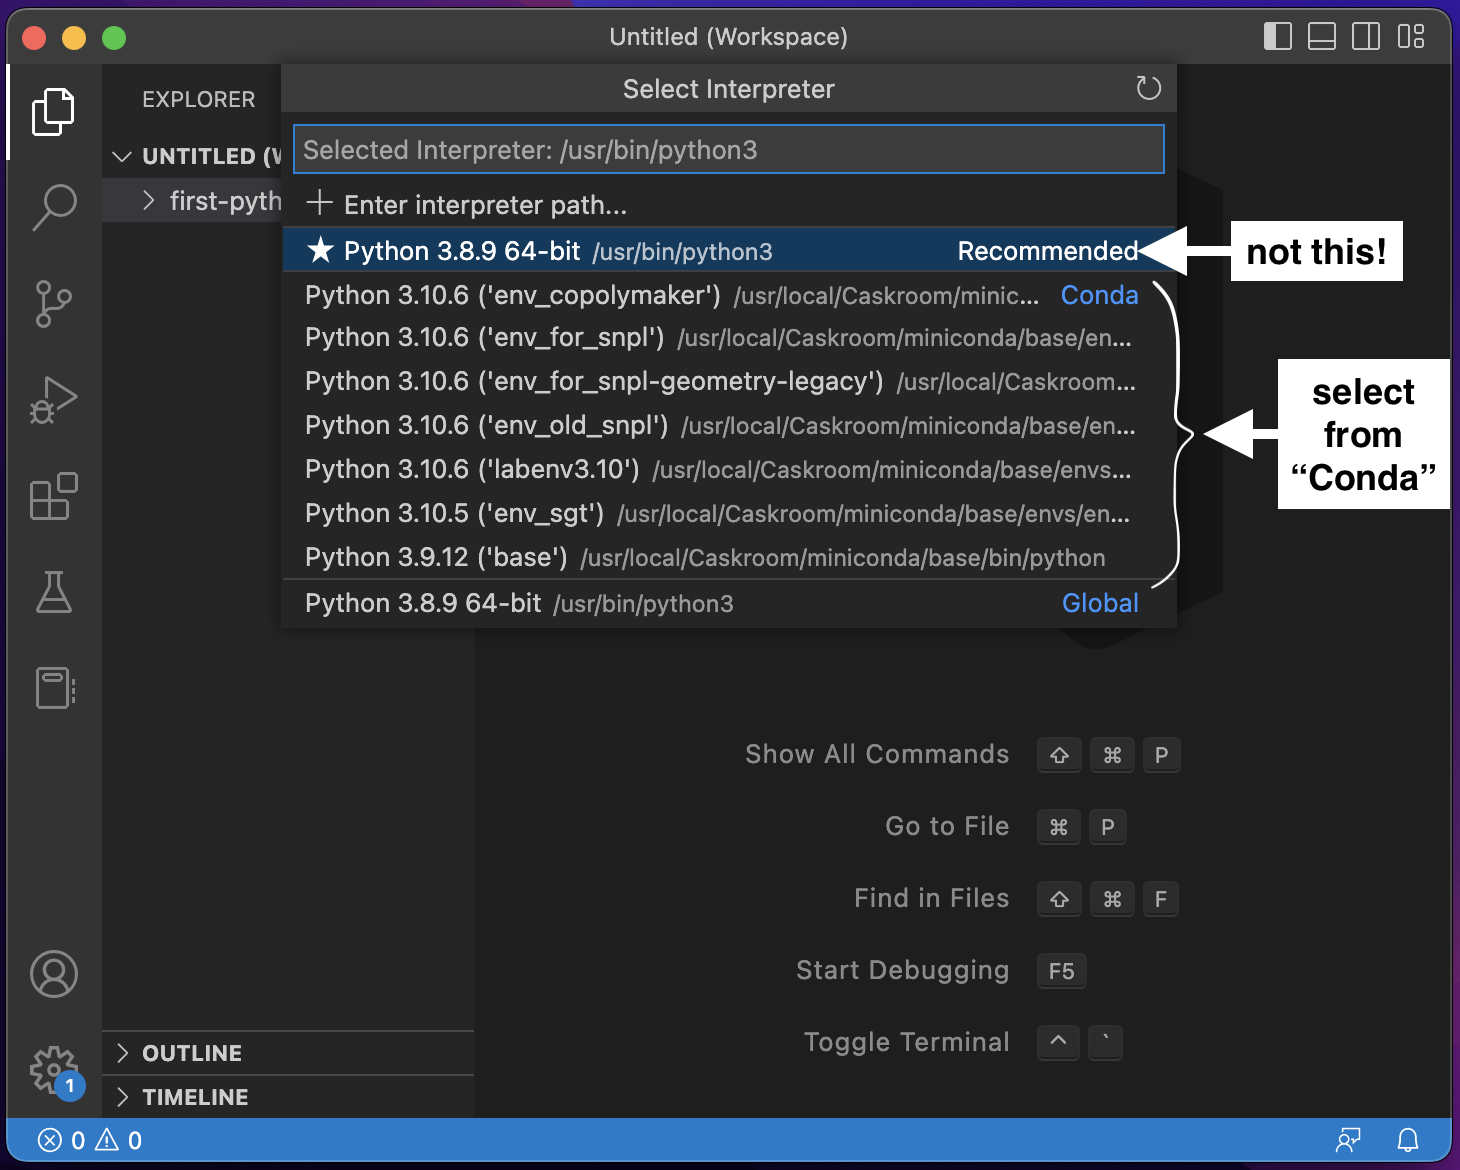 Untitled (Workspace)
EXPLORER
UNTITLED (W
first-pyth
Select Interpreter
Selected Interpreter: /usr/bin/python3
Enter interpreter path...
★ Python 3.8.9 64-bit /usr/bin/python3 Recommended
not this!
Python 3.10.6 ('env_copolymaker') /usr/local/Caskroom/minic... Conda
Python 3.10.6 ('env_for_snpl') /usr/local/Caskroom/miniconda/base/en...
Python 3.10.6 ('env_for_snpl-geometry-legacy') /usr/local/Caskroom...
Python 3.10.6 ('env_old_snpl') /usr/local/Caskroom/miniconda/base/en...
Python 3.10.6 ('labenv3.10') /usr/local/Caskroom/miniconda/base/envs...
Python 3.10.5 ('env_sgt') /usr/local/Caskroom/miniconda/base/envs/en...
Python 3.9.12 ('base') /usr/local/Caskroom/miniconda/base/bin/python
Python 3.8.9 64-bit /usr/bin/python3 Global
select
from
“Conda”
Show All Commands ⇧ ⌘ P
Go to File ⌘ P
Find in Files ⇧ ⌘ F
Start Debugging F5
Toggle Terminal ^ `
OUTLINE
TIMELINE
1
0 0